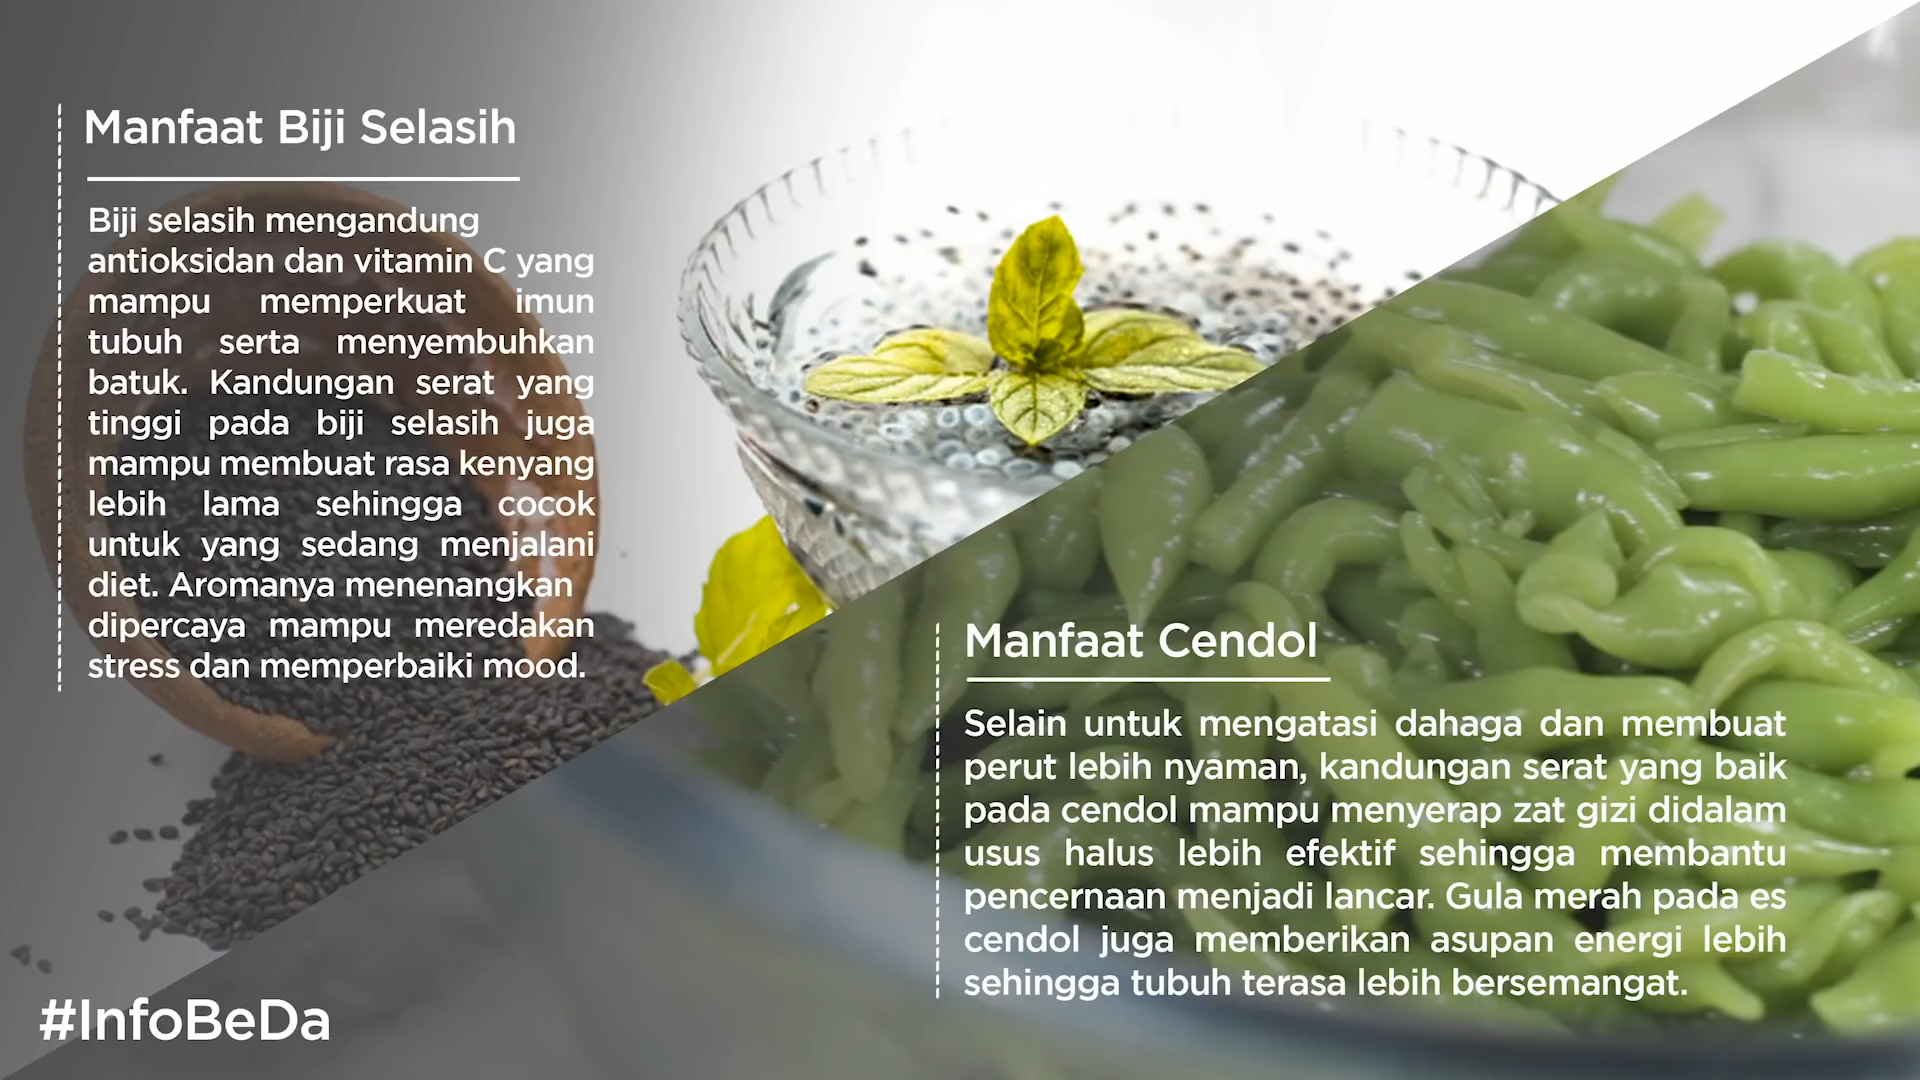 Manfaat Biji Selasih
Biji selasih mengandung
antioksidan dan vitamin C yang
mampu memperkuat imun
tubuh serta menyembuhkan
batuk. Kandungan serat yang
tinggi pada biji selasih juga
mampu membuat rasa kenyang
lebih lama sehingga cocok
untuk yang sedang menjalani
diet. Aromanya menenangkan
dipercaya mampu meredakan
stress dan memperbaiki mood.
Manfaat Cendol
Selain untuk mengatasi dahaga dan membuat
perut lebih nyaman, kandungan serat yang baik
pada cendol mampu menyerap zat gizi didalam
usus halus lebih efektif sehingga membantu
pencernaan menjadi lancar. Gula merah pada es
cendol juga memberikan asupan energi lebih
sehingga tubuh terasa lebih bersemangat.
#InfoBeDa